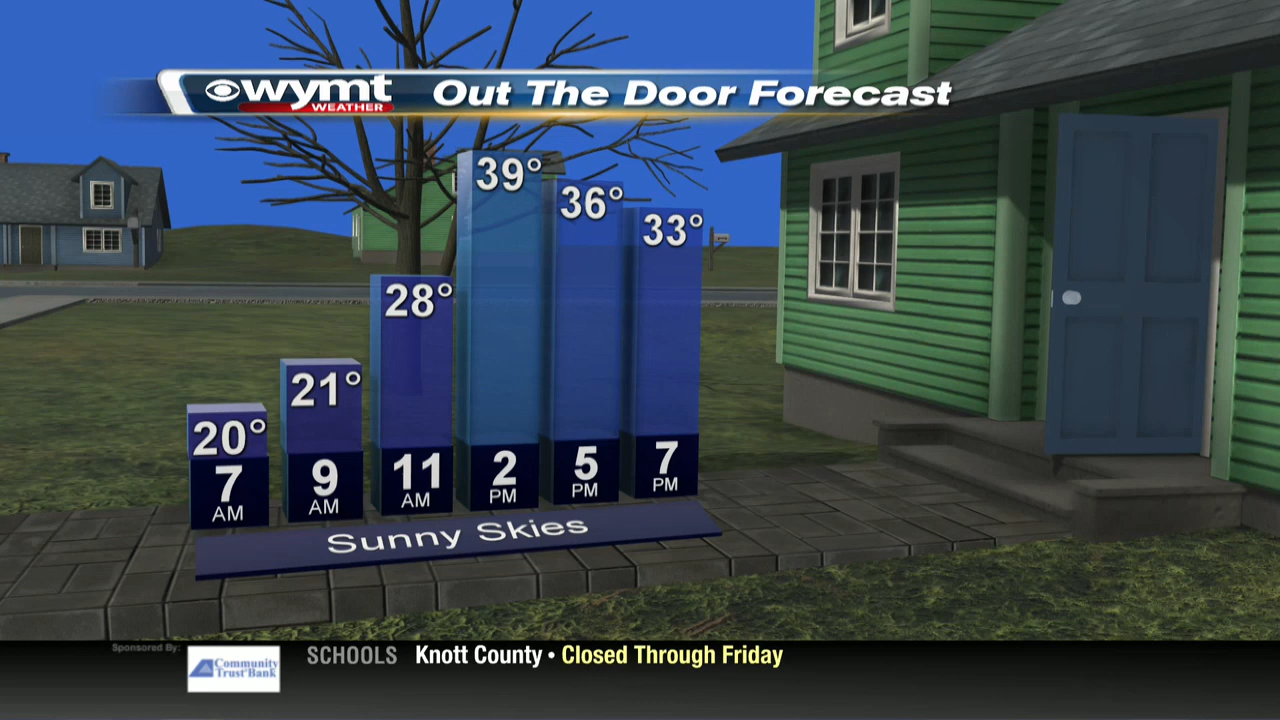 wymt
WEATHER
Out The Door Forecast
20°
7
AM
21°
9
AM
28°
11
AM
39°
2
PM
36°
5
PM
33°
7
PM
Sunny Skies
Sponsored By:
Community
Trust Bank
SCHOOLS Knott County • Closed Through Friday